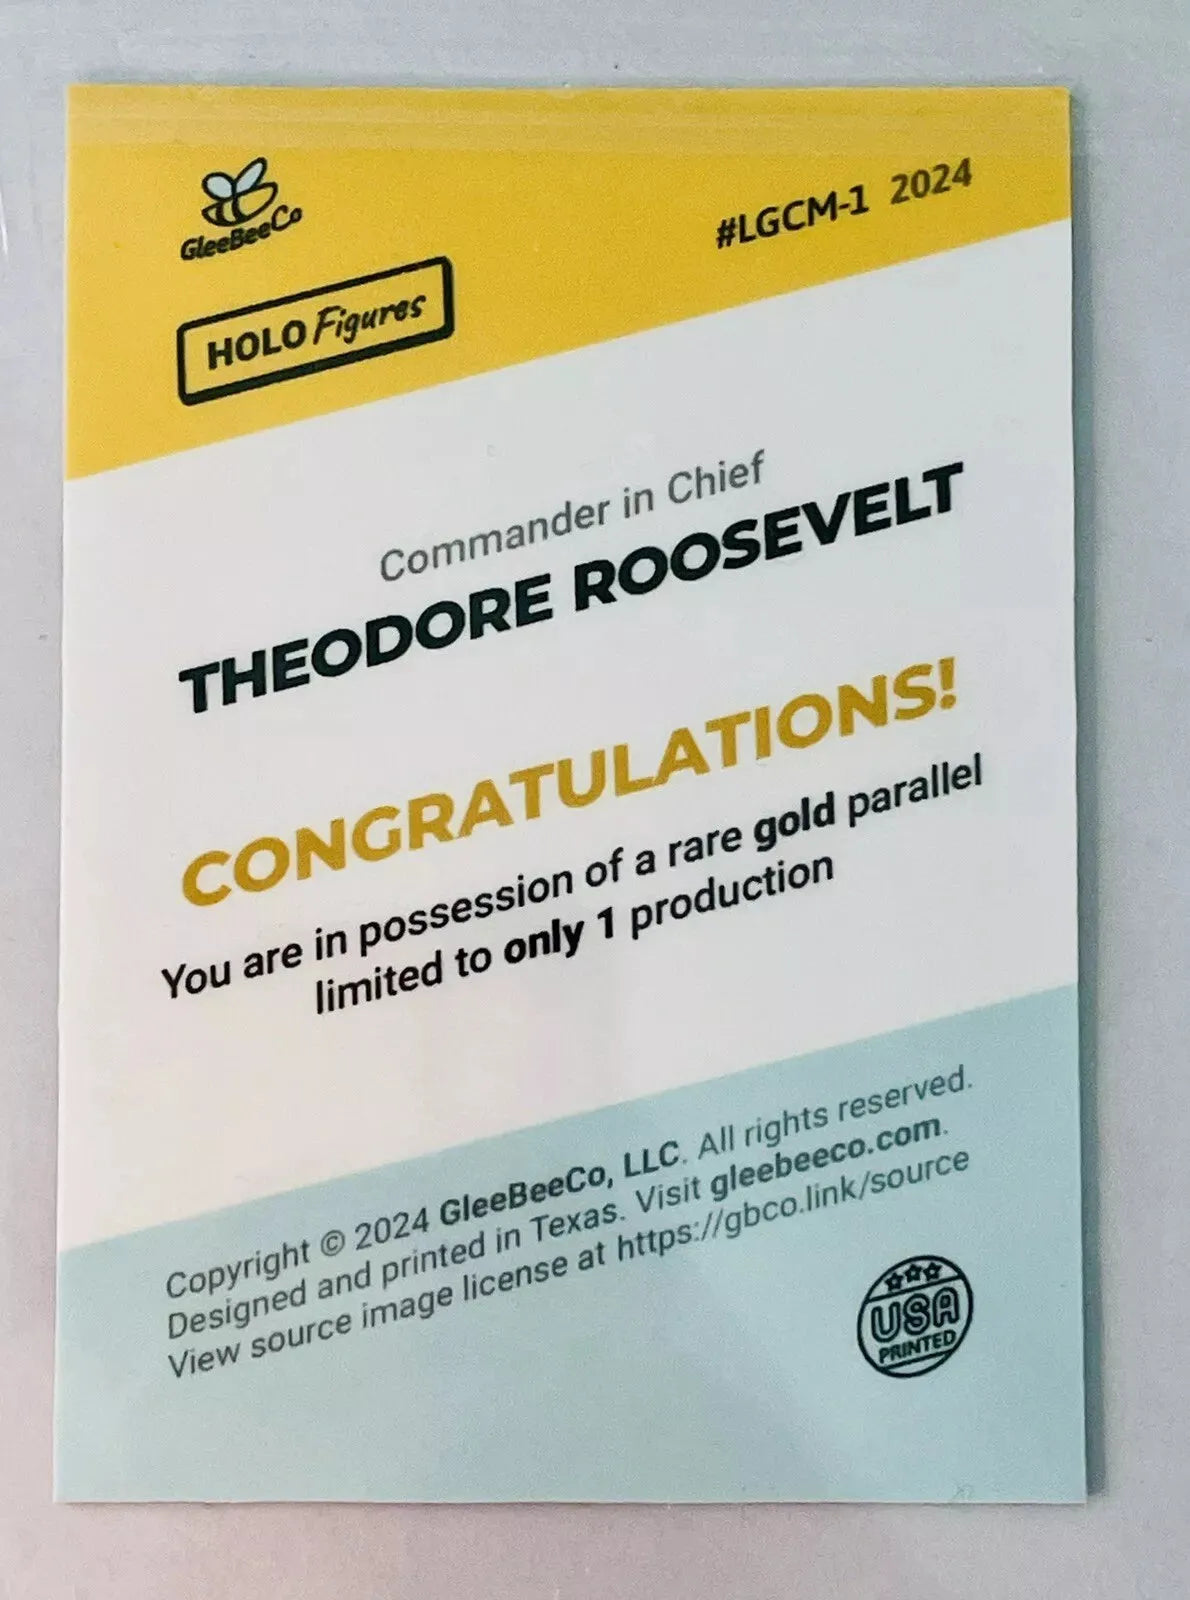 GleeBeeCo
#LGCM-1 2024
HOLO Figures
Commander in Chief
THEODORE ROOSEVELT
CONGRATULATIONS!
You are in possession of a rare gold parallel
limited to only 1 production
Copyright © 2024 GleeBeeCo, LLC. All rights reserved.
Designed and printed in Texas. Visit gleebeeco.com.
View source image license at https://gbco.link/source
USA
PRINTED